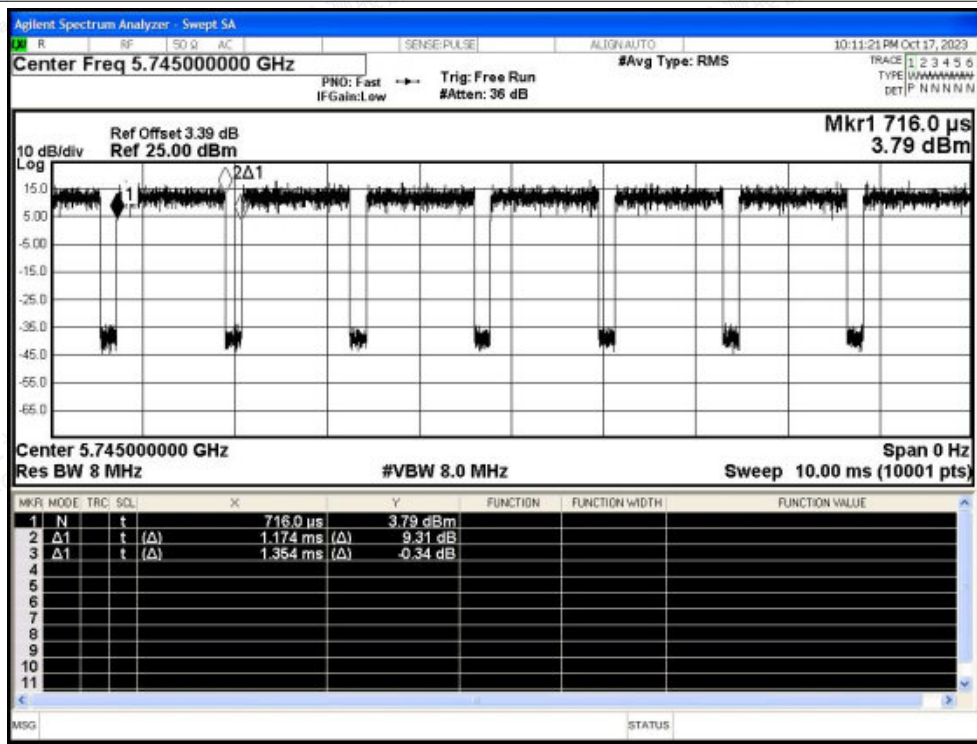 Agilent Spectrum Analyzer - Swept SA
R RF 50 Ω AC SENSE:PULSE ALIGNAUTO 10:11:21 PM Oct 17, 2023
Center Freq 5.745000000 GHz #Avg Type: RMS TRACE 1 2 3 4 5 6
PNO: Fast Trig: Free Run TYPE
IFGain:Low #Atten: 36 dB DET P N N N N N
Mkr1 716.0 µs
Ref Offset 3.39 dB
10 dB/div Ref 25.00 dBm 3.79 dBm
Log
2Δ1
15.0
1
5.00
-5.00
-15.0
-25.0
-35.0
-45.0
-55.0
-65.0
Center 5.745000000 GHz Span 0 Hz
Res BW 8 MHz #VBW 8.0 MHz Sweep 10.00 ms (10001 pts)
MKR MODE TRC SCL X Y FUNCTION FUNCTION WIDTH FUNCTION VALUE
1 N t 716.0 µs 3.79 dBm
2 Δ1 t (Δ) 1.174 ms (Δ) 9.31 dB
3 Δ1 t (Δ) 1.354 ms (Δ) -0.34 dB
4
5
6
7
8
9
10
11
MSG STATUS